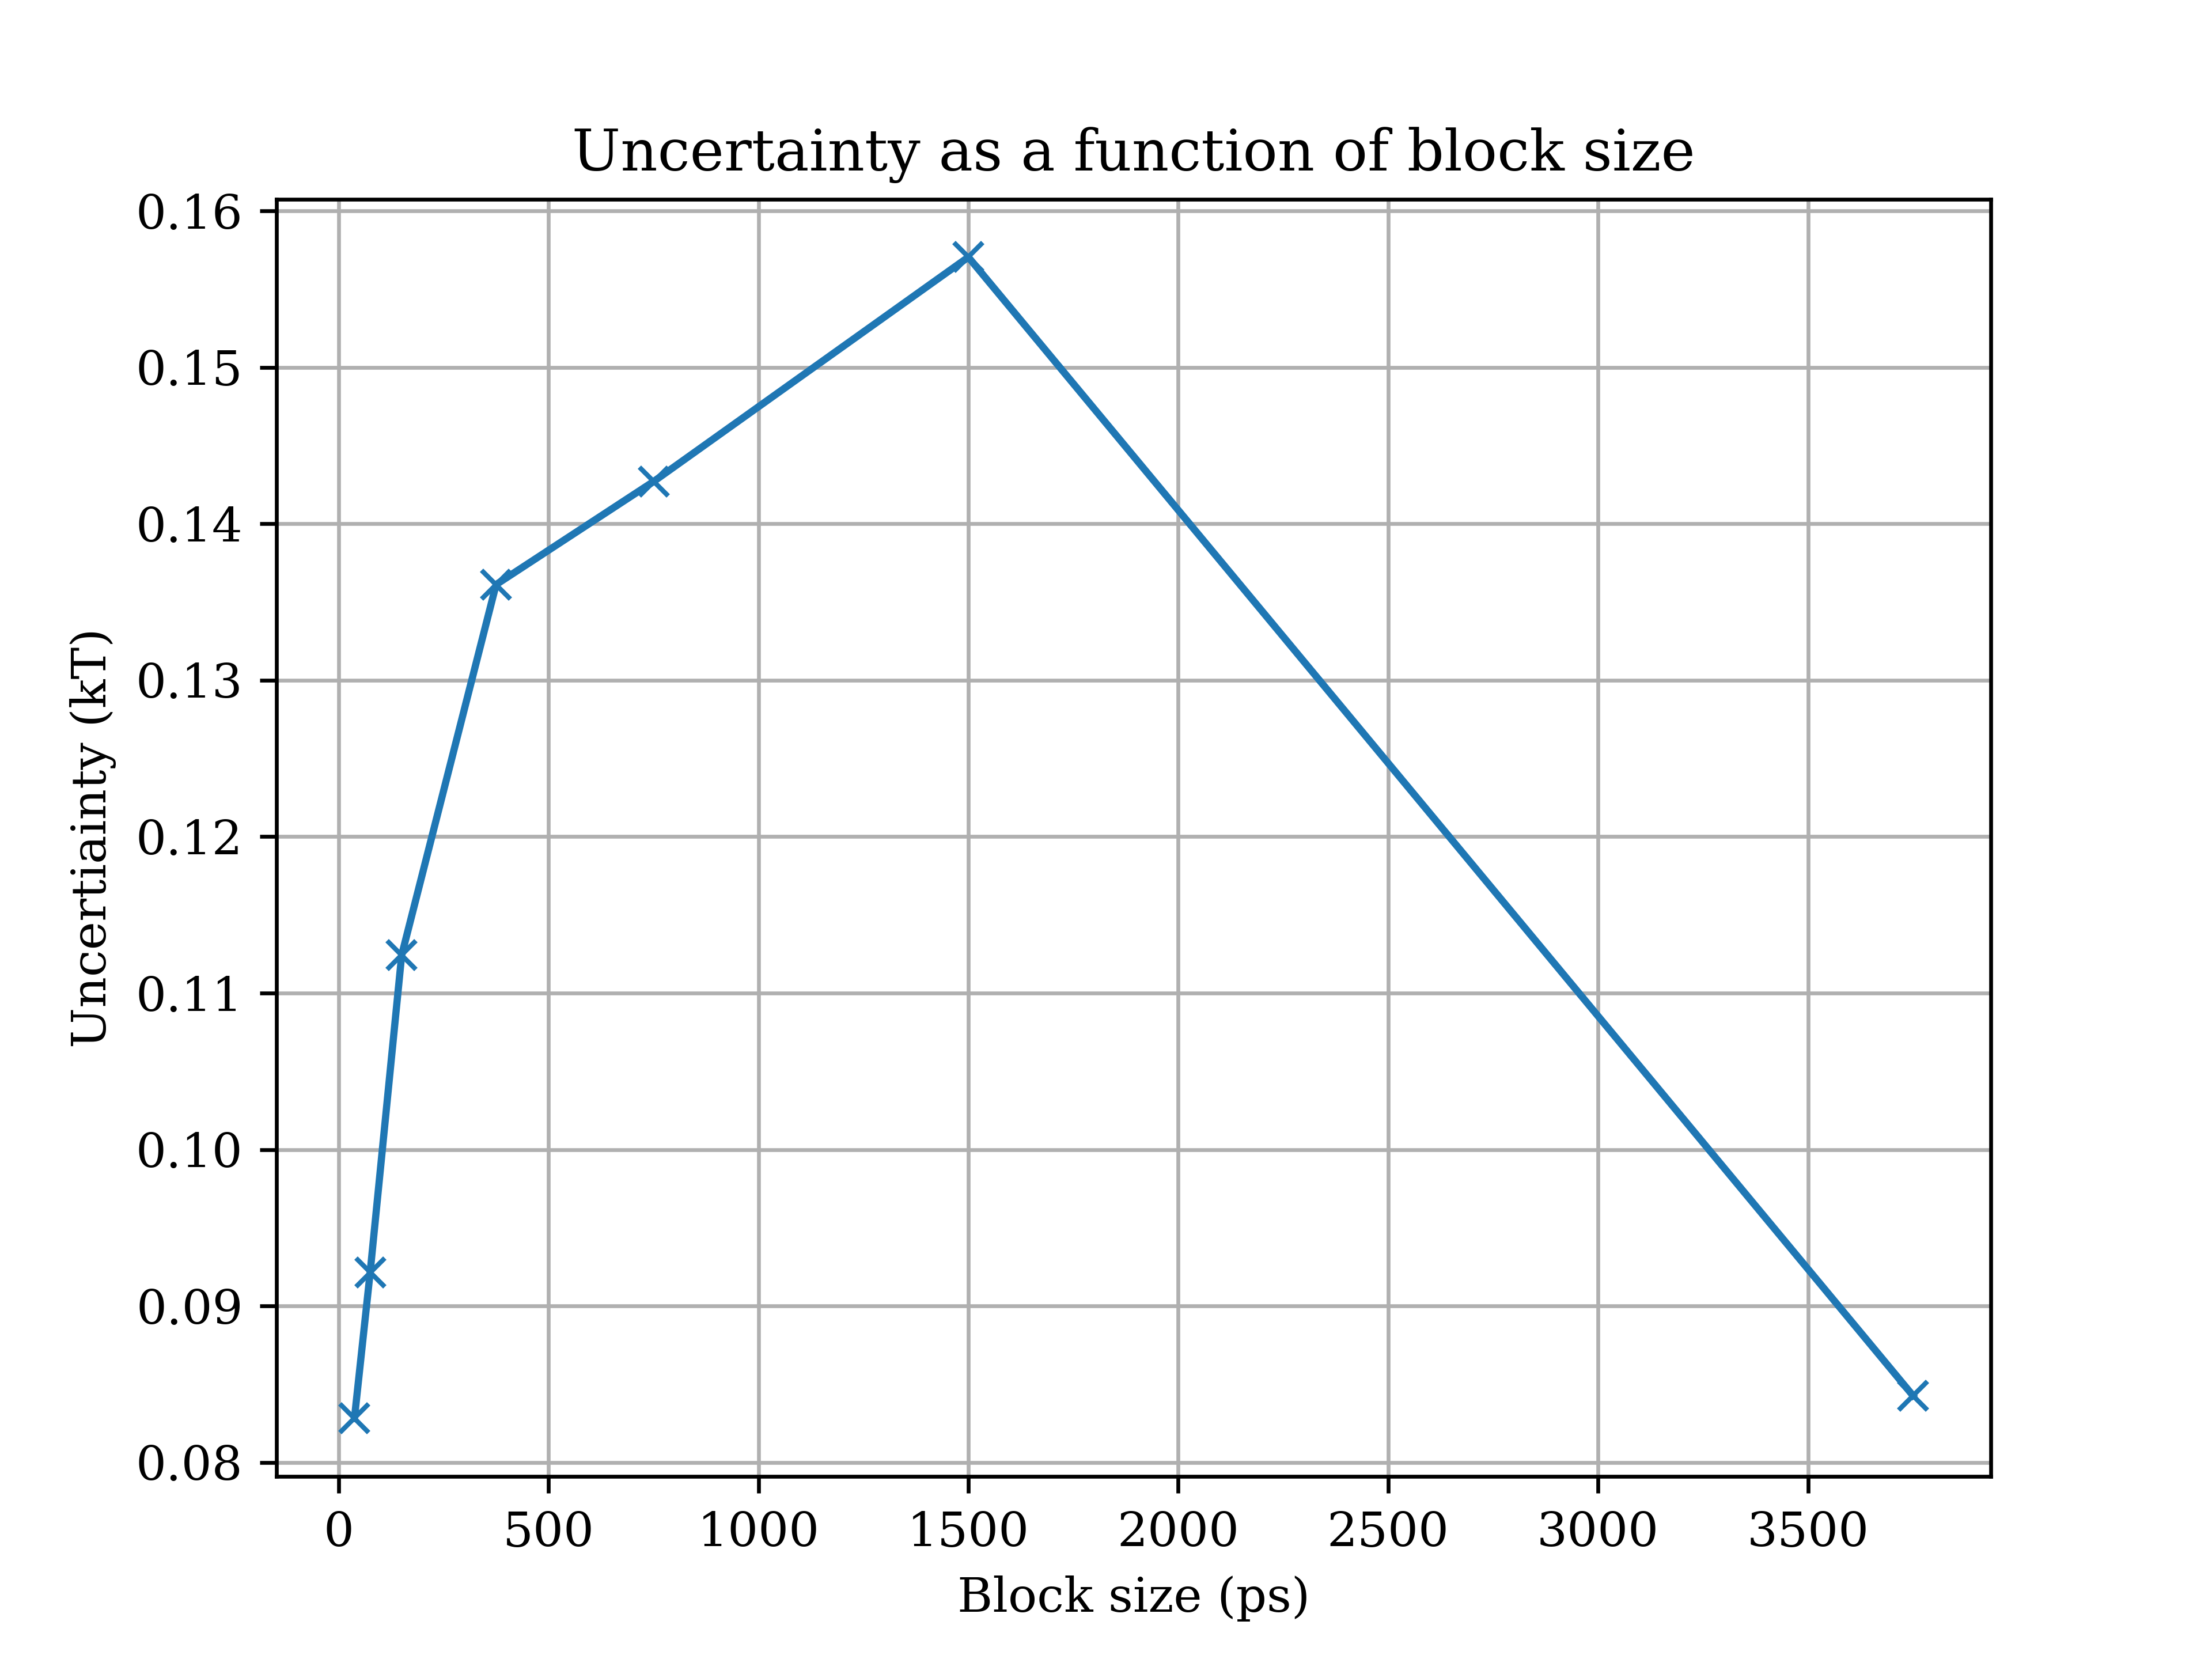 Uncertainty as a function of block size
0.16
0.15
0.14
0.13
0.12
0.11
0.10
0.09
0.08
Uncertiainty (kT)
0 500 1000 1500 2000 2500 3000 3500
Block size (ps)